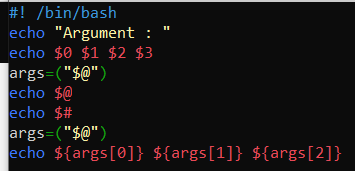 #! /bin/bash
echo "Argument : "
echo $0 $1 $2 $3
args=("$@")
echo $@
echo $#
args=("$@")
echo ${args[0]} ${args[1]} ${args[2]}